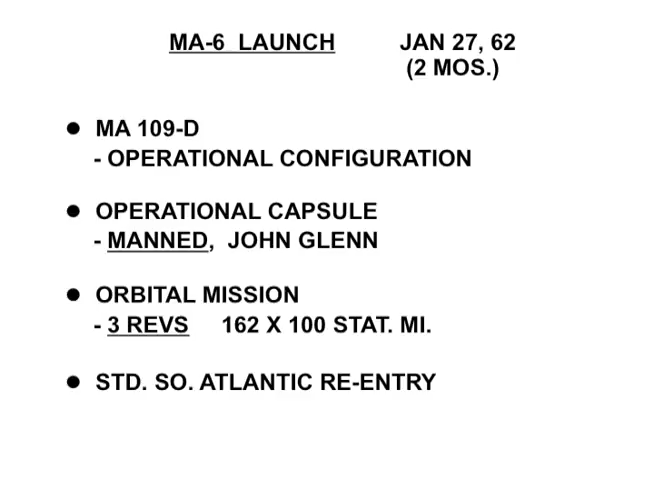 MA-6 LAUNCH JAN 27, 62
(2 MOS.)
● MA 109-D
- OPERATIONAL CONFIGURATION
● OPERATIONAL CAPSULE
- MANNED, JOHN GLENN
● ORBITAL MISSION
- 3 REVS 162 X 100 STAT. MI.
● STD. SO. ATLANTIC RE-ENTRY